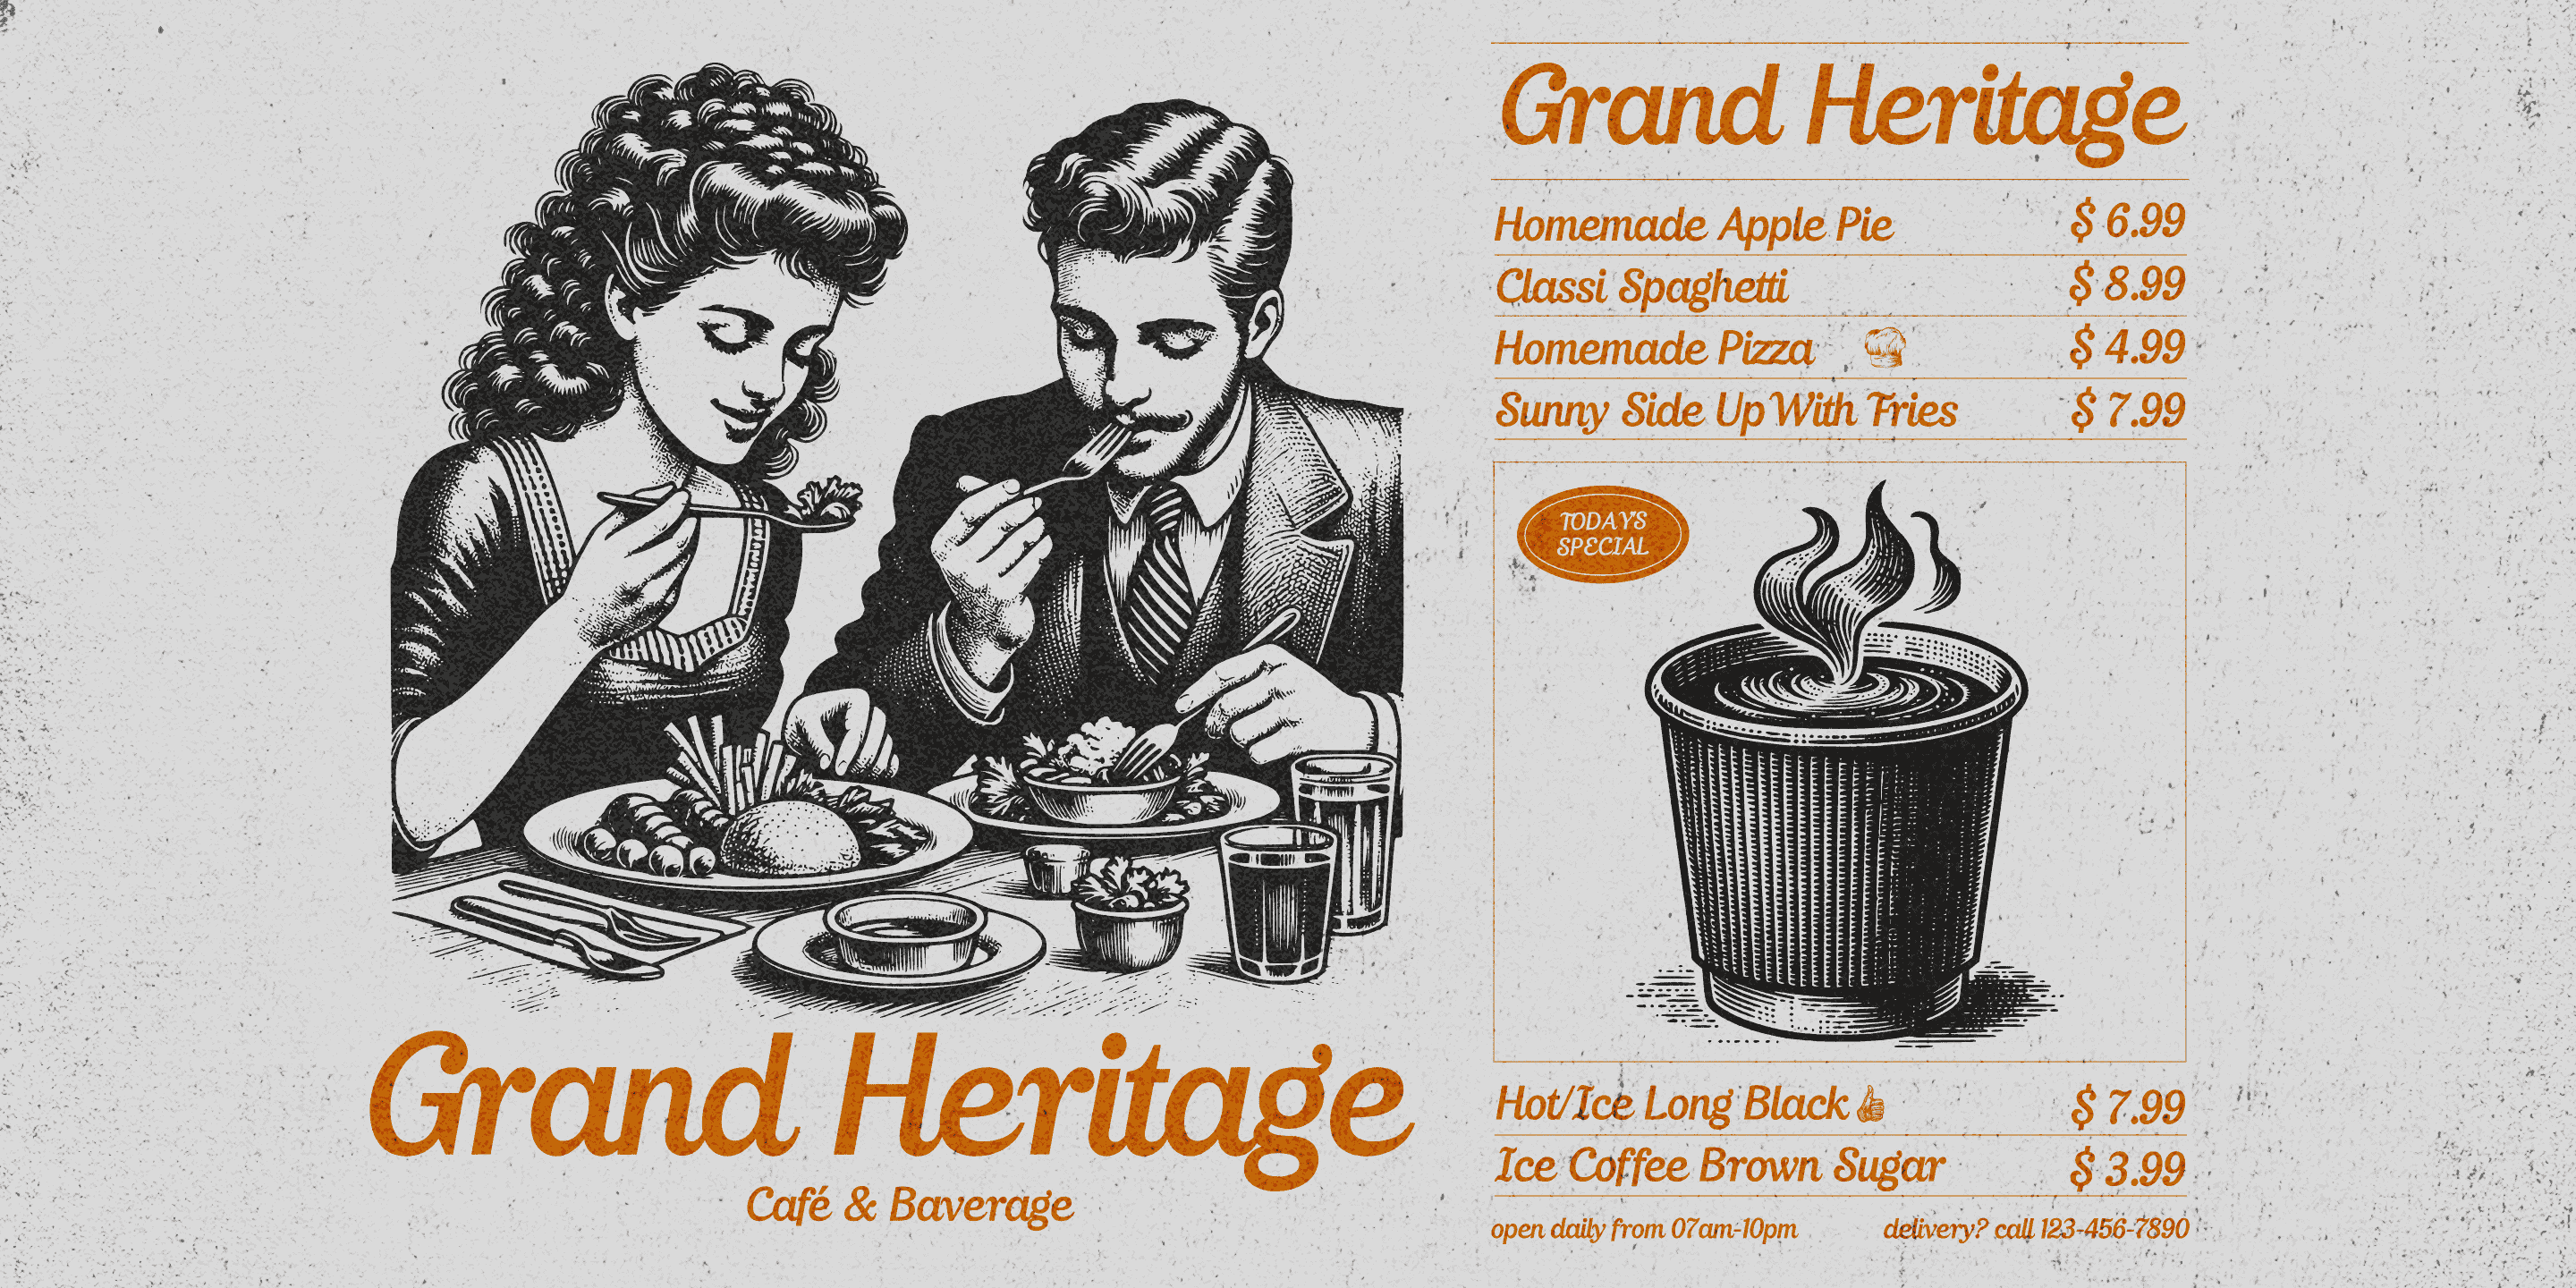 Grand Heritage
Café & Baverage
Grand Heritage
Homemade Apple Pie $ 6.99
Classi Spaghetti $ 8.99
Homemade Pizza $ 4.99
Sunny Side Up With Fries $ 7.99
TODAYS
SPECIAL
Hot/Ice Long Black $ 7.99
Ice Coffee Brown Sugar $ 3.99
open daily from 07am-10pm delivery? call 123-456-7890